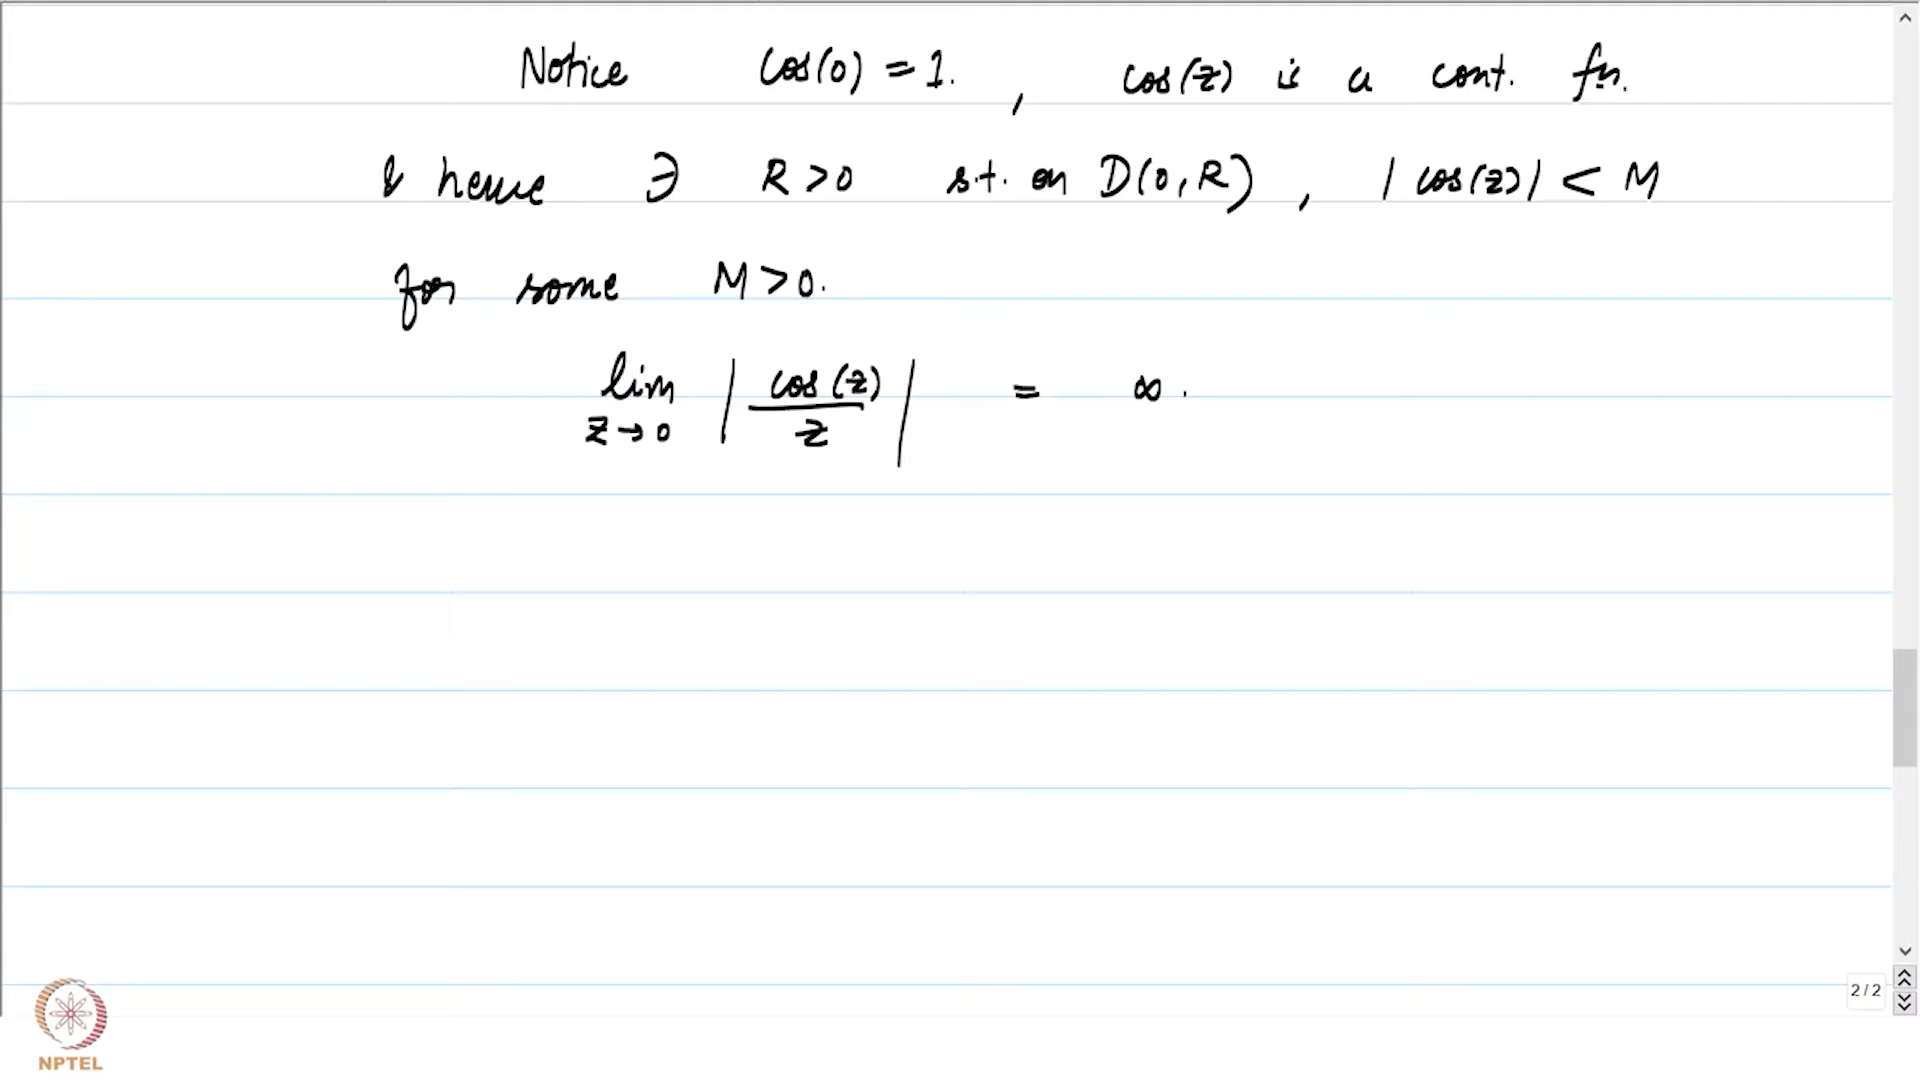 Notice cos(0) = 1. , cos(z) is a cont. fn.
& hence ∃ R > 0 s.t. on D(0, R) , | cos(z) | < M
for some M > 0.
lim z→0 | cos(z) / z | = ∞ .
2 / 2
NPTEL